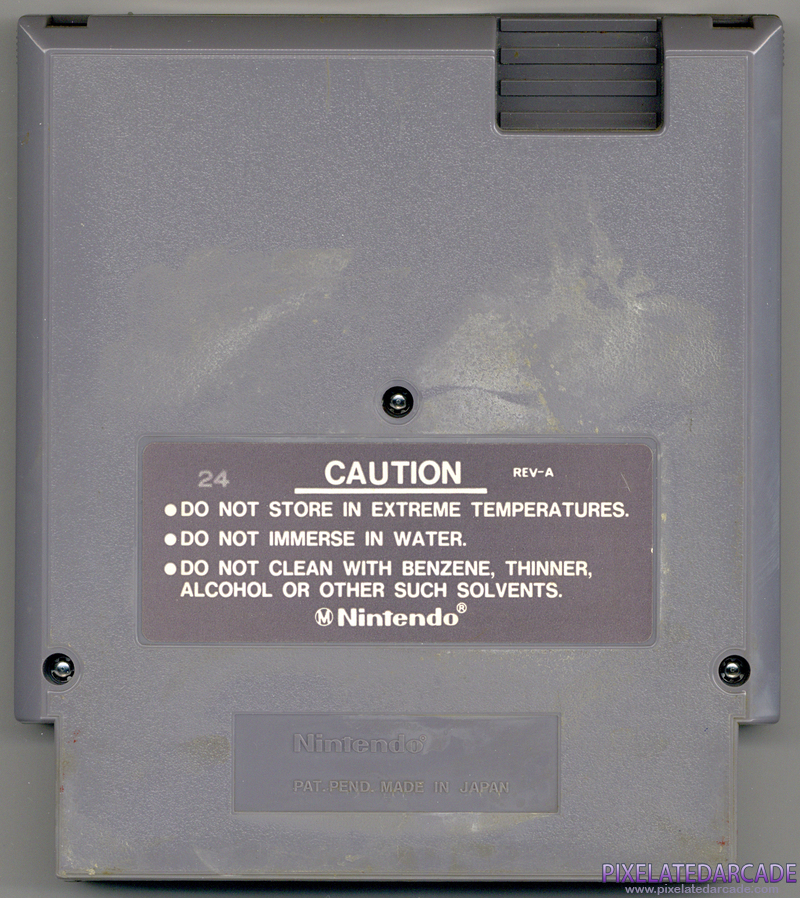 24
CAUTION
REV-A
●DO NOT STORE IN EXTREME TEMPERATURES.
●DO NOT IMMERSE IN WATER.
●DO NOT CLEAN WITH BENZENE, THINNER,
ALCOHOL OR OTHER SUCH SOLVENTS.
Ⓜ Nintendo®
Nintendo®
PAT. PEND. MADE IN JAPAN
PIXELATEDARCADE
www.pixelatedarcade.com